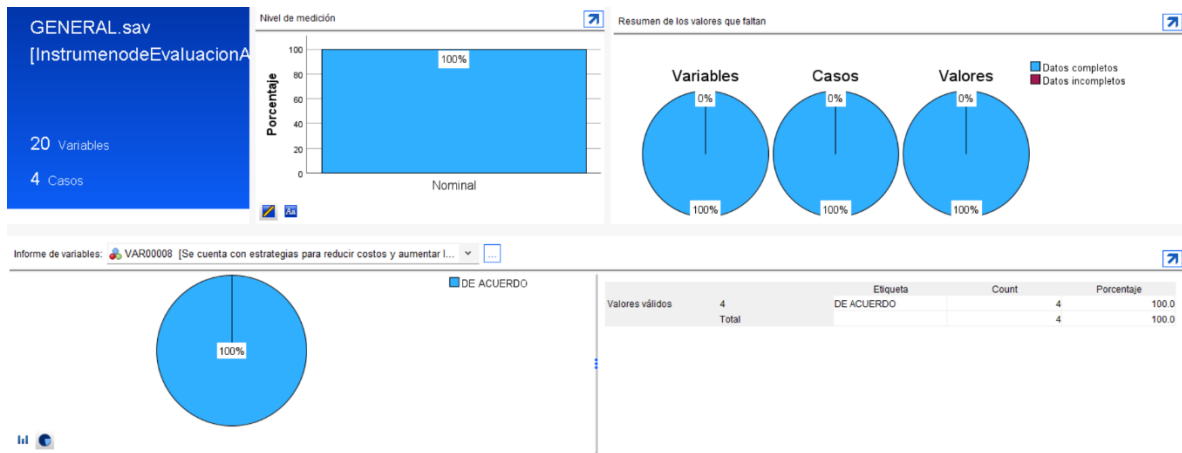 GENERAL.sav
[InstrumenodeEvaluacionA
20 Variables
4 Casos
Nivel de medición
100%
Porcentaje
100
80
60
40
20
0
Nominal
Aa
Resumen de los valores que faltan
Variables
Casos
Valores
Datos completos
Datos incompletos
0%
0%
0%
100%
100%
100%
Informe de variables: VAR00008 [Se cuenta con estrategias para reducir costos y aumentar l... ...
DE ACUERDO
100%
Etiqueta Count Porcentaje
Valores válidos 4 DE ACUERDO 4 100.0
Total 4 100.0